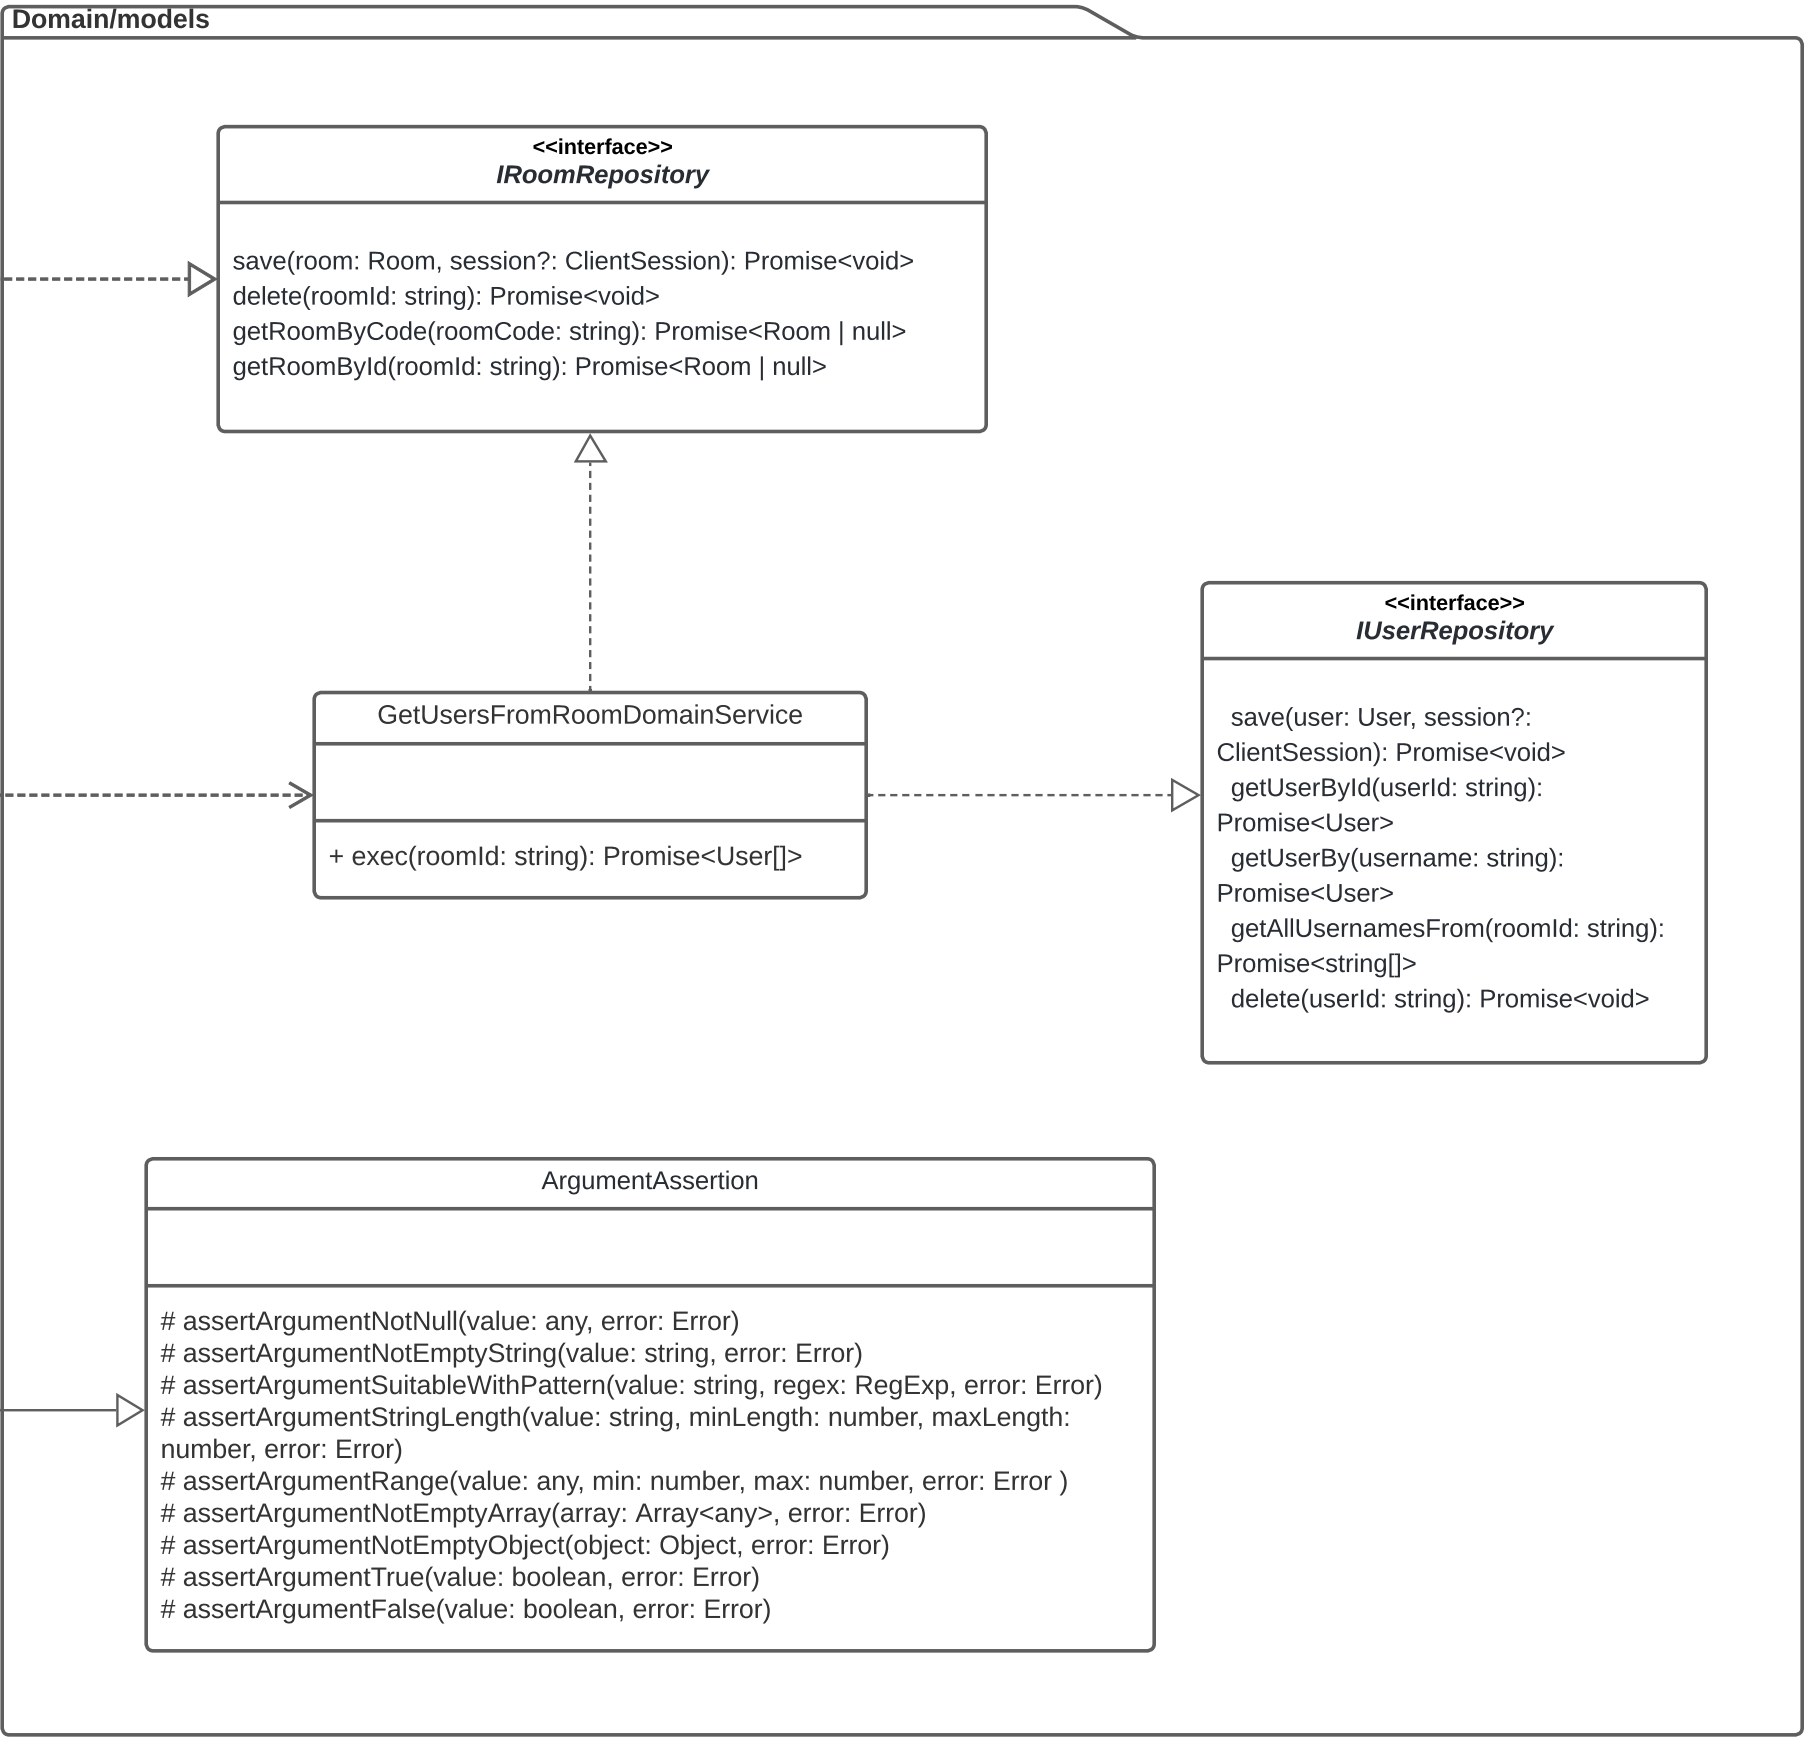 Domain/models
<<interface>>
IRoomRepository
save(room: Room, session?: ClientSession): Promise<void>
delete(roomId: string): Promise<void>
getRoomByCode(roomCode: string): Promise<Room | null>
getRoomById(roomId: string): Promise<Room | null>
GetUsersFromRoomDomainService
+ exec(roomId: string): Promise<User[]>
<<interface>>
IUserRepository
save(user: User, session?:
ClientSession): Promise<void>
getUserById(userId: string):
Promise<User>
getUserBy(username: string):
Promise<User>
getAllUsernamesFrom(roomId: string):
Promise<string[]>
delete(userId: string): Promise<void>
ArgumentAssertion
# assertArgumentNotNull(value: any, error: Error)
# assertArgumentNotEmptyString(value: string, error: Error)
# assertArgumentSuitableWithPattern(value: string, regex: RegExp, error: Error)
# assertArgumentStringLength(value: string, minLength: number, maxLength:
number, error: Error)
# assertArgumentRange(value: any, min: number, max: number, error: Error )
# assertArgumentNotEmptyArray(array: Array<any>, error: Error)
# assertArgumentNotEmptyObject(object: Object, error: Error)
# assertArgumentTrue(value: boolean, error: Error)
# assertArgumentFalse(value: boolean, error: Error)